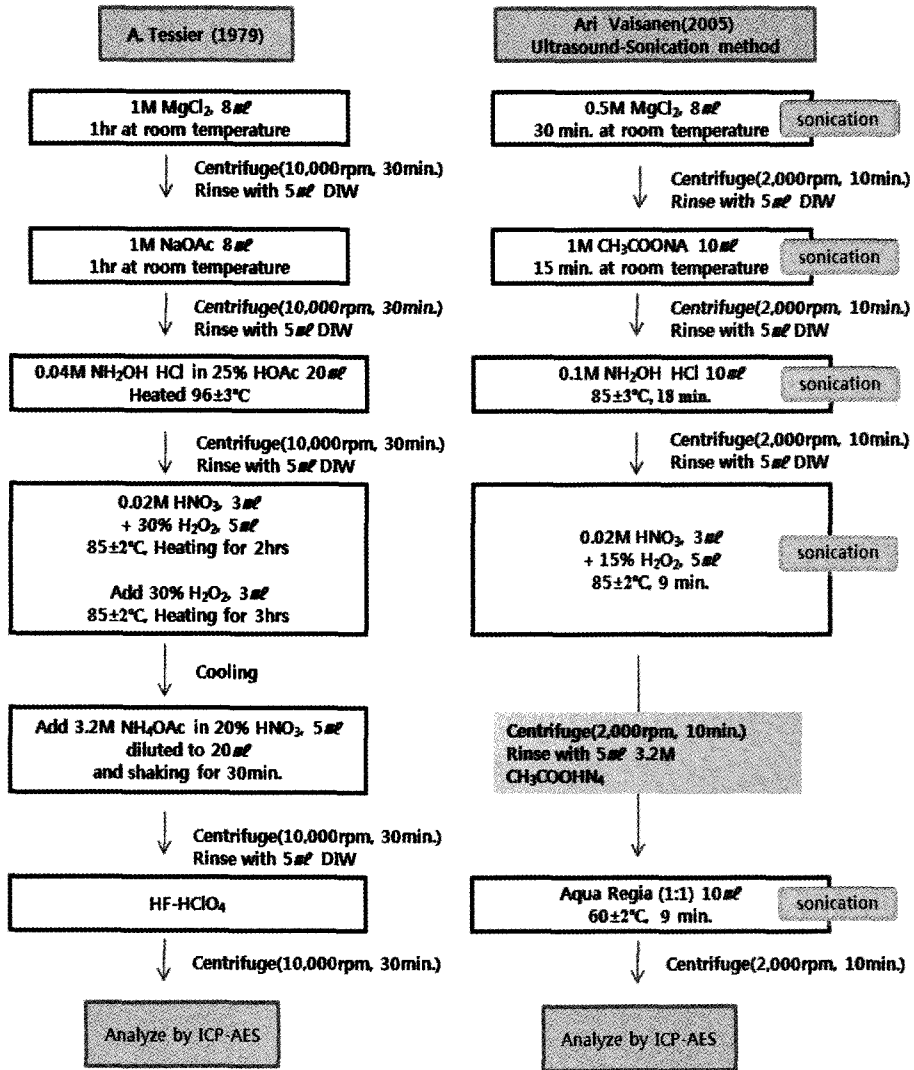 A. Tessier (1979)
1M MgCl₂, 8㎖
1hr at room temperature
Centrifuge(10,000rpm, 30min.)
Rinse with 5㎖ DIW
1M NaOAc 8㎖
1hr at room temperature
Centrifuge(10,000rpm, 30min.)
Rinse with 5㎖ DIW
0.04M NH₂OH HCl in 25% HOAc 20㎖
Heated 96±3℃
Centrifuge(10,000rpm, 30min.)
Rinse with 5㎖ DIW
0.02M HNO₃, 3㎖
+ 30% H₂O₂, 5㎖
85±2℃, Heating for 2hrs
Add 30% H₂O₂, 3㎖
85±2℃, Heating for 3hrs
Cooling
Add 3.2M NH₄OAc in 20% HNO₃, 5㎖
diluted to 20㎖
and shaking for 30min.
Centrifuge(10,000rpm, 30min.)
Rinse with 5㎖ DIW
HF-HClO₄
Centrifuge(10,000rpm, 30min.)
Analyze by ICP-AES
Ari Vaisanen(2005)
Ultrasound-Sonication method
0.5M MgCl₂, 8㎖
30 min. at room temperature
sonication
Centrifuge(2,000rpm, 10min.)
Rinse with 5㎖ DIW
1M CH₃COONA 10㎖
15 min. at room temperature
sonication
Centrifuge(2,000rpm, 10min.)
Rinse with 5㎖ DIW
0.1M NH₂OH HCl 10㎖
85±3℃, 18 min.
sonication
Centrifuge(2,000rpm, 10min.)
Rinse with 5㎖ DIW
0.02M HNO₃, 3㎖
+ 15% H₂O₂, 5㎖
85±2℃, 9 min.
sonication
Centrifuge(2,000rpm, 10min.)
Rinse with 5㎖ 3.2M
CH₃COOHN₄
Aqua Regia (1:1) 10㎖
60±2℃, 9 min.
sonication
Centrifuge(2,000rpm, 10min.)
Analyze by ICP-AES